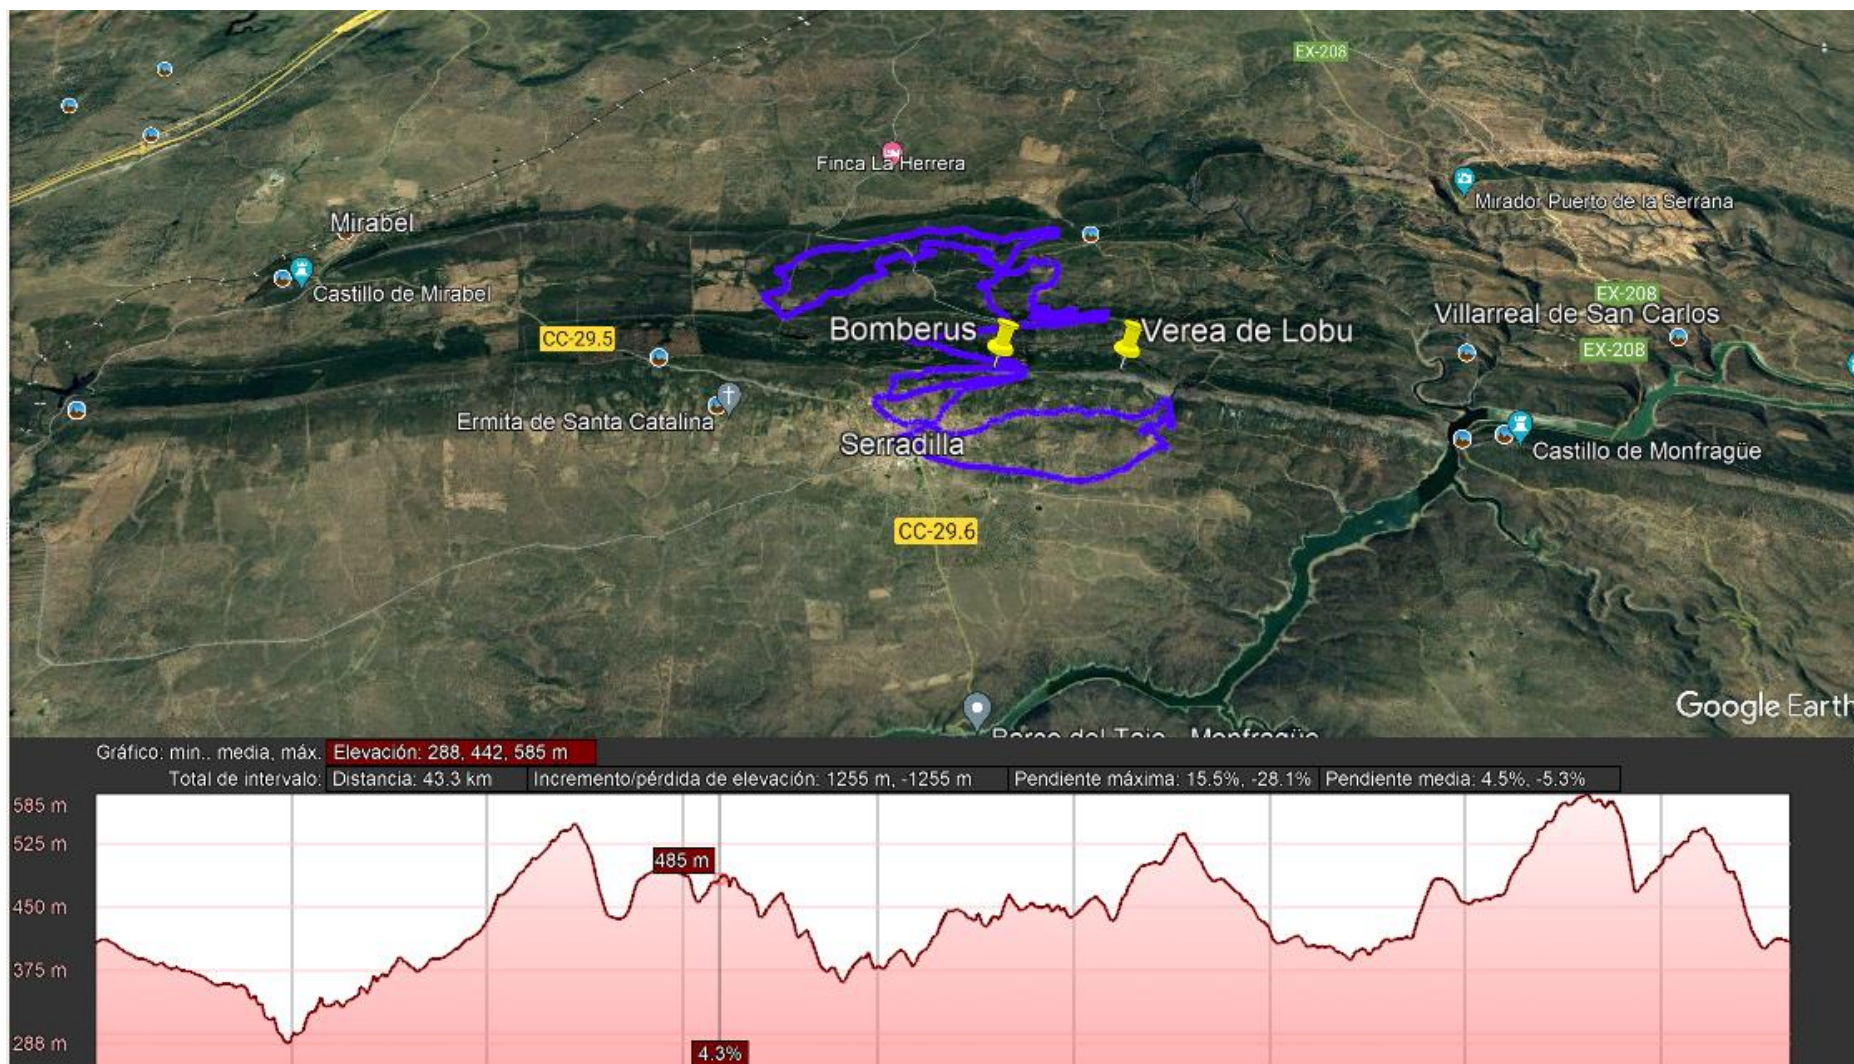 EX-208
Finca La Herrera
Mirador Puerto de la Serrana
Mirabel
Castillo de Mirabel
EX-208
Villarreal de San Carlos
CC-29.5
Bomberus
Verea de Lobu
EX-208
Ermita de Santa Catalina
Serradilla
Castillo de Monfragüe
CC-29.6
Google Earth
Barco del Tajo - Monfragüe
Gráfico: min., media, máx. Elevación: 288, 442, 585 m
Total de intervalo: Distancia: 43.3 km Incremento/pérdida de elevación: 1255 m, -1255 m Pendiente máxima: 15.5%, -28.1% Pendiente media: 4.5%, -5.3%
585 m
525 m
485 m
450 m
375 m
288 m
4.3%